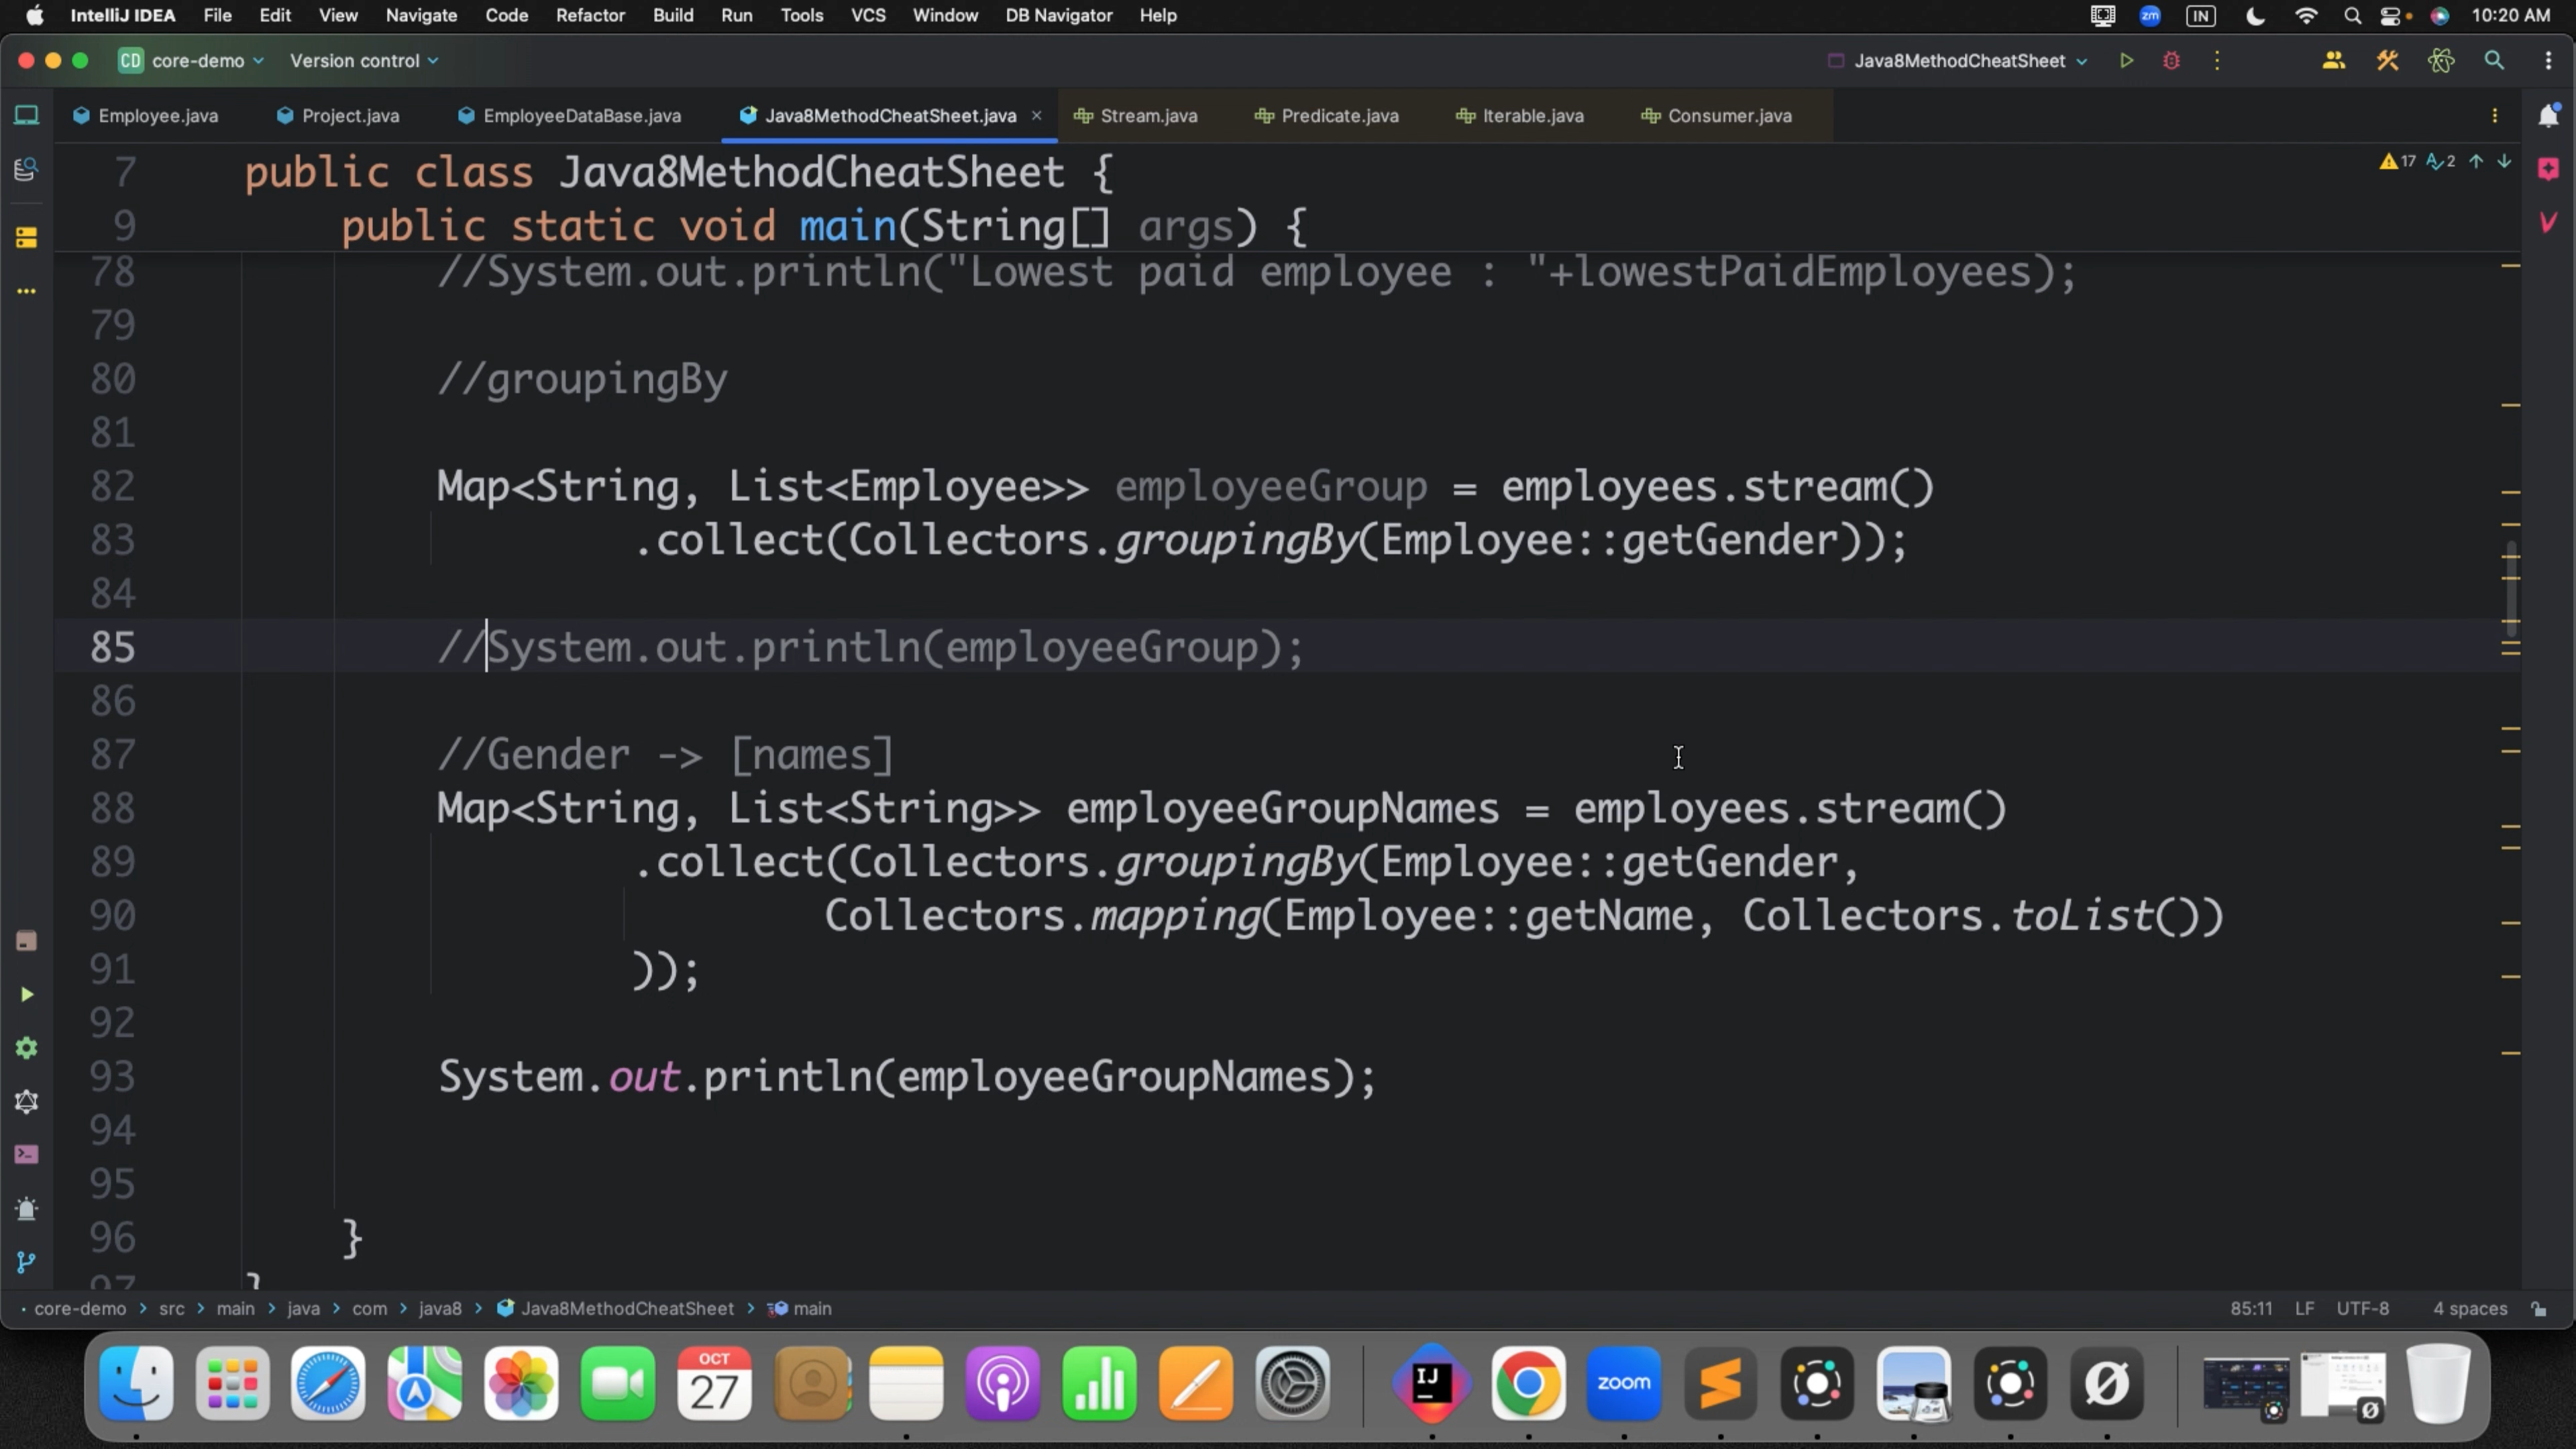 IntelliJ IDEA File Edit View Navigate Code Refactor Build Run Tools VCS Window DB Navigator Help zm IN 10:20 AM
CD core-demo Version control Java8MethodCheatSheet
Employee.java Project.java EmployeeDataBase.java Java8MethodCheatSheet.java Stream.java Predicate.java Iterable.java Consumer.java
7 public class Java8MethodCheatSheet { 17 2
9 public static void main(String[] args) {
78 //System.out.println("Lowest paid employee : "+lowestPaidEmployees);
79
80 //groupingBy
81
82 Map<String, List<Employee>> employeeGroup = employees.stream()
83 .collect(Collectors.groupingBy(Employee::getGender));
84
85 //System.out.println(employeeGroup);
86
87 //Gender -> [names]
88 Map<String, List<String>> employeeGroupNames = employees.stream()
89 .collect(Collectors.groupingBy(Employee::getGender,
90 Collectors.mapping(Employee::getName, Collectors.toList())
91 ));
92
93 System.out.println(employeeGroupNames);
94
95
96 }
97 }
core-demo > src > main > java > com > java8 > Java8MethodCheatSheet > main 85:11 LF UTF-8 4 spaces
OCT
27
IJ
zoom